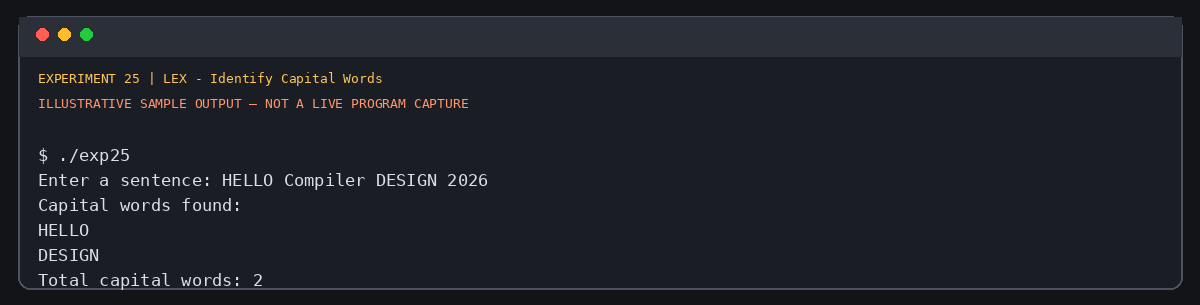 EXPERIMENT 25 | LEX - Identify Capital Words
ILLUSTRATIVE SAMPLE OUTPUT — NOT A LIVE PROGRAM CAPTURE
$ ./exp25
Enter a sentence: HELLO Compiler DESIGN 2026
Capital words found:
HELLO
DESIGN
Total capital words: 2